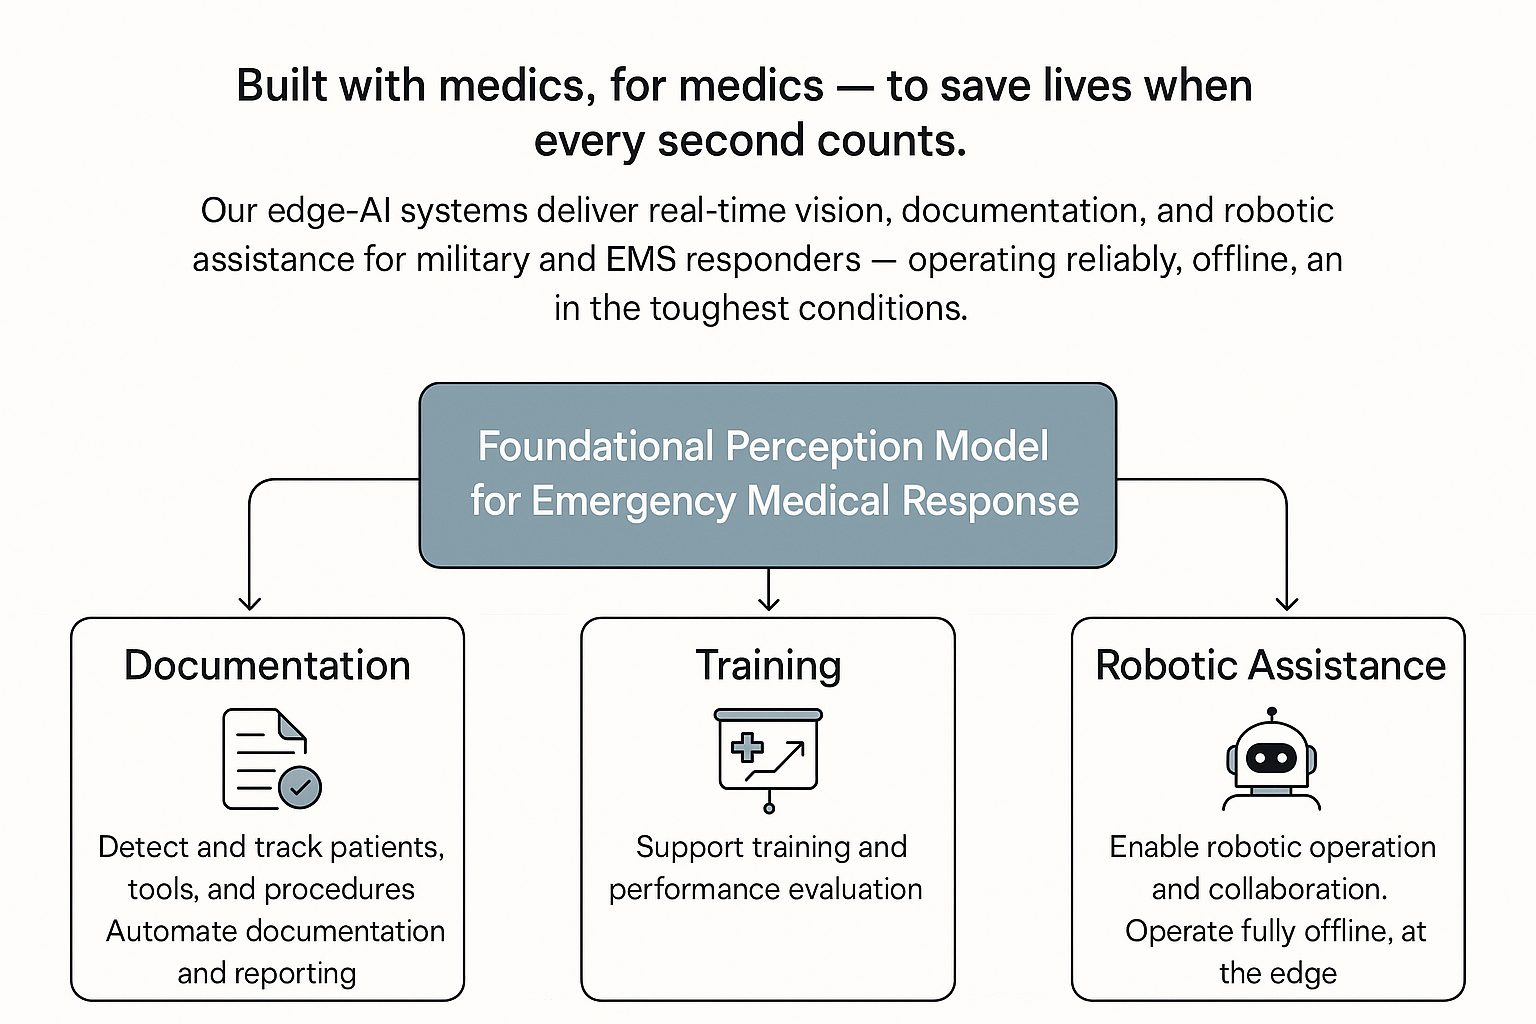 Built with medics, for medics — to save lives when
every second counts.
Our edge-AI systems deliver real-time vision, documentation, and robotic
assistance for military and EMS responders — operating reliably, offline, an
in the toughest conditions.
Foundational Perception Model
for Emergency Medical Response
Documentation
Detect and track patients,
tools, and procedures
Automate documentation
and reporting
Training
Support training and
performance evaluation
Robotic Assistance
Enable robotic operation
and collaboration.
Operate fully offline, at
the edge